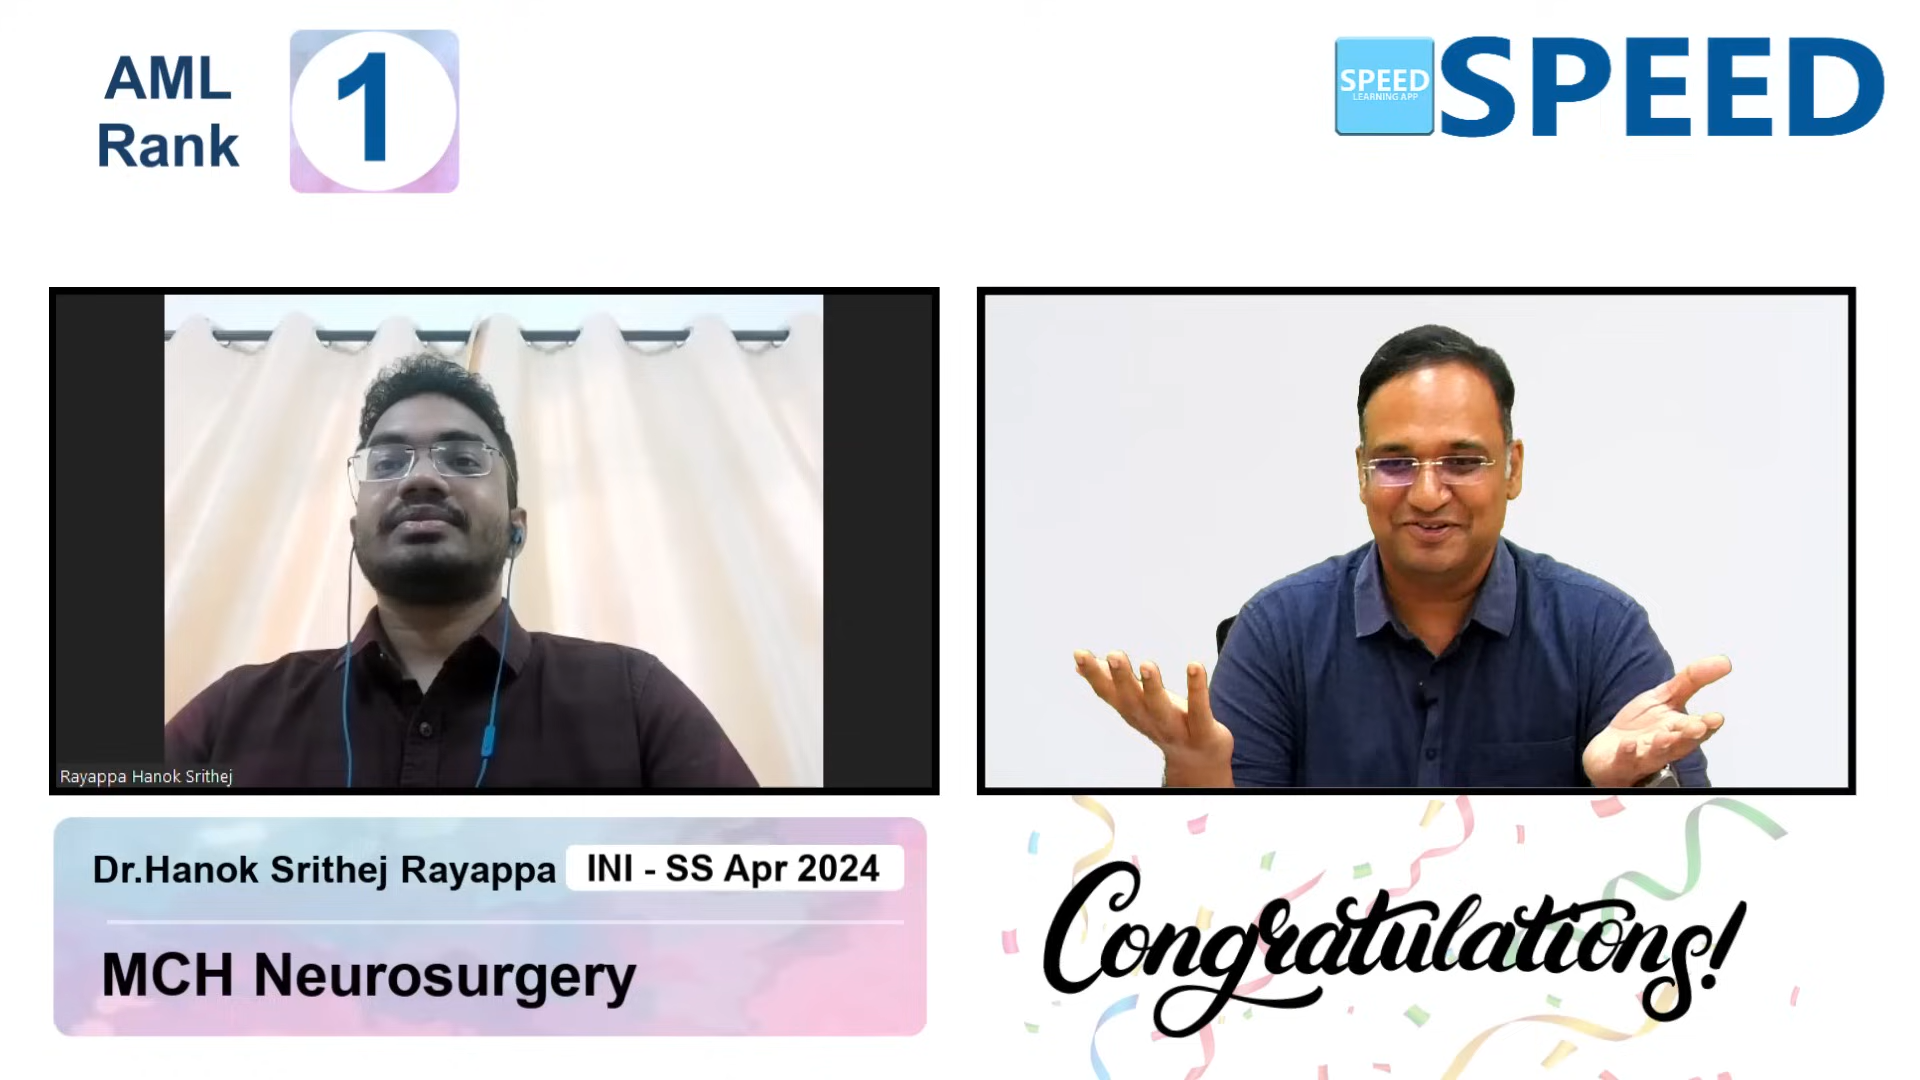 AML
Rank
1
SPEED
LEARNING APP
SPEED
Rayappa Hanok Srithej
Dr.Hanok Srithej Rayappa
INI - SS Apr 2024
MCH Neurosurgery
Congratulations!